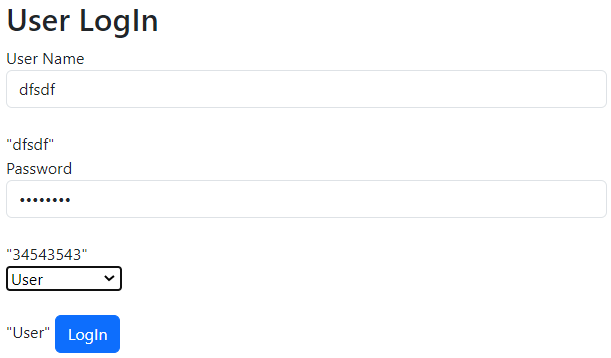 User LogIn
User Name
dfsdf
"dfsdf"
Password
••••••••
"34543543"
User
"User" LogIn